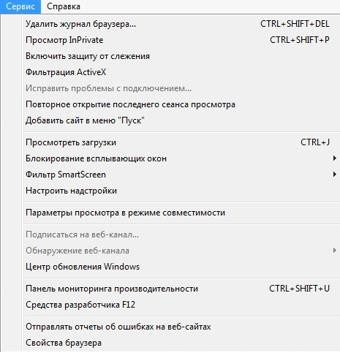 Сервис Справка
Удалить журнал браузера... CTRL+SHIFT+DEL
Просмотр InPrivate CTRL+SHIFT+P
Включить защиту от слежения
Фильтрация ActiveX
Исправить проблемы с подключением...
Повторное открытие последнего сеанса просмотра
Добавить сайт в меню "Пуск"
Просмотреть загрузки CTRL+J
Блокирование всплывающих окон
Фильтр SmartScreen
Настроить надстройки
Параметры просмотра в режиме совместимости
Подписаться на веб-канал...
Обнаружение веб-канала
Центр обновления Windows
Панель мониторинга производительности CTRL+SHIFT+U
Средства разработчика F12
Отправлять отчеты об ошибках на веб-сайтах
Свойства браузера